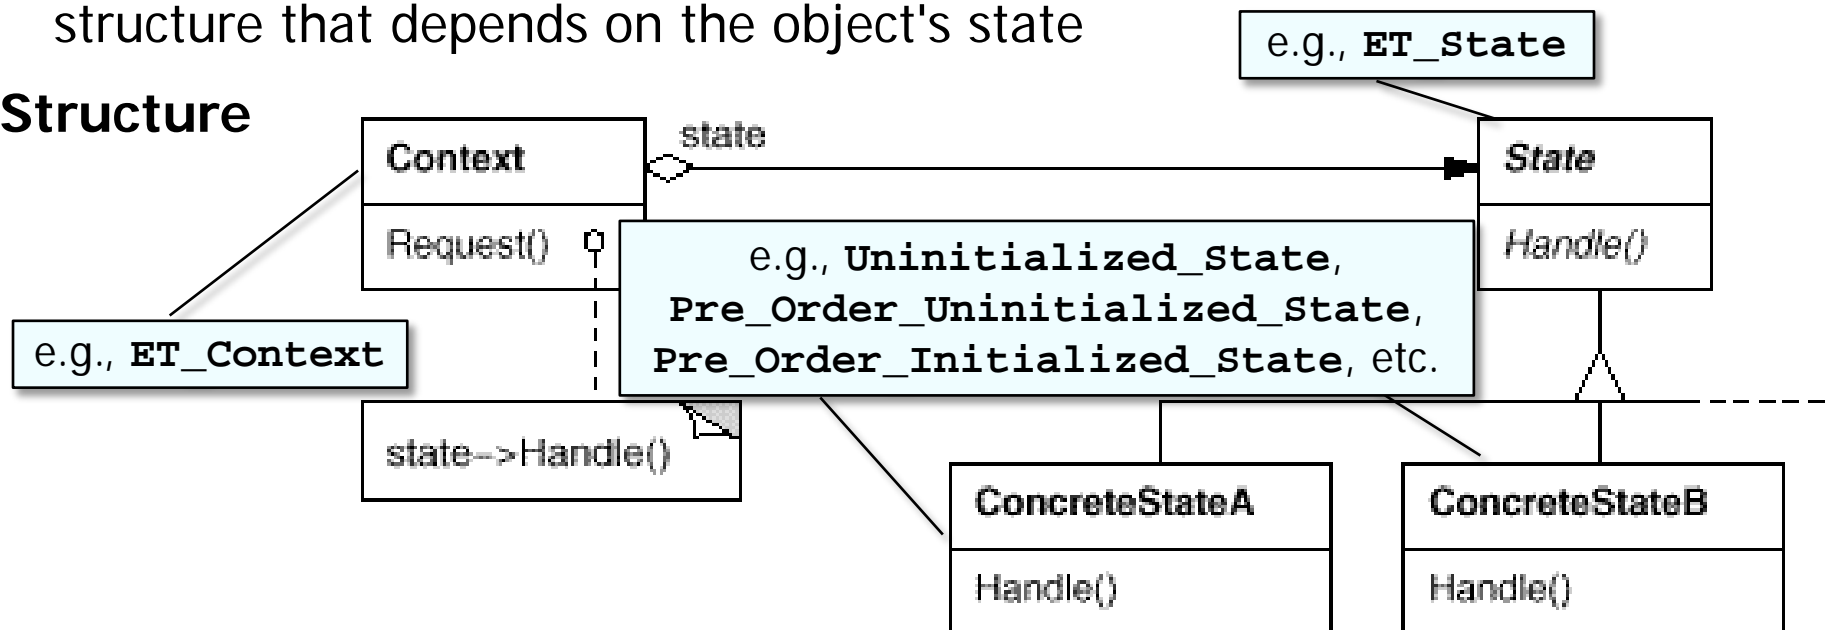 structure that depends on the object's state
e.g., ET_State
Structure
state
Context
State
Request()
Handle()
e.g., Uninitialized_State,
Pre_Order_Uninitialized_State,
Pre_Order_Initialized_State, etc.
e.g., ET_Context
state->Handle()
ConcreteStateA
ConcreteStateB
Handle()
Handle()